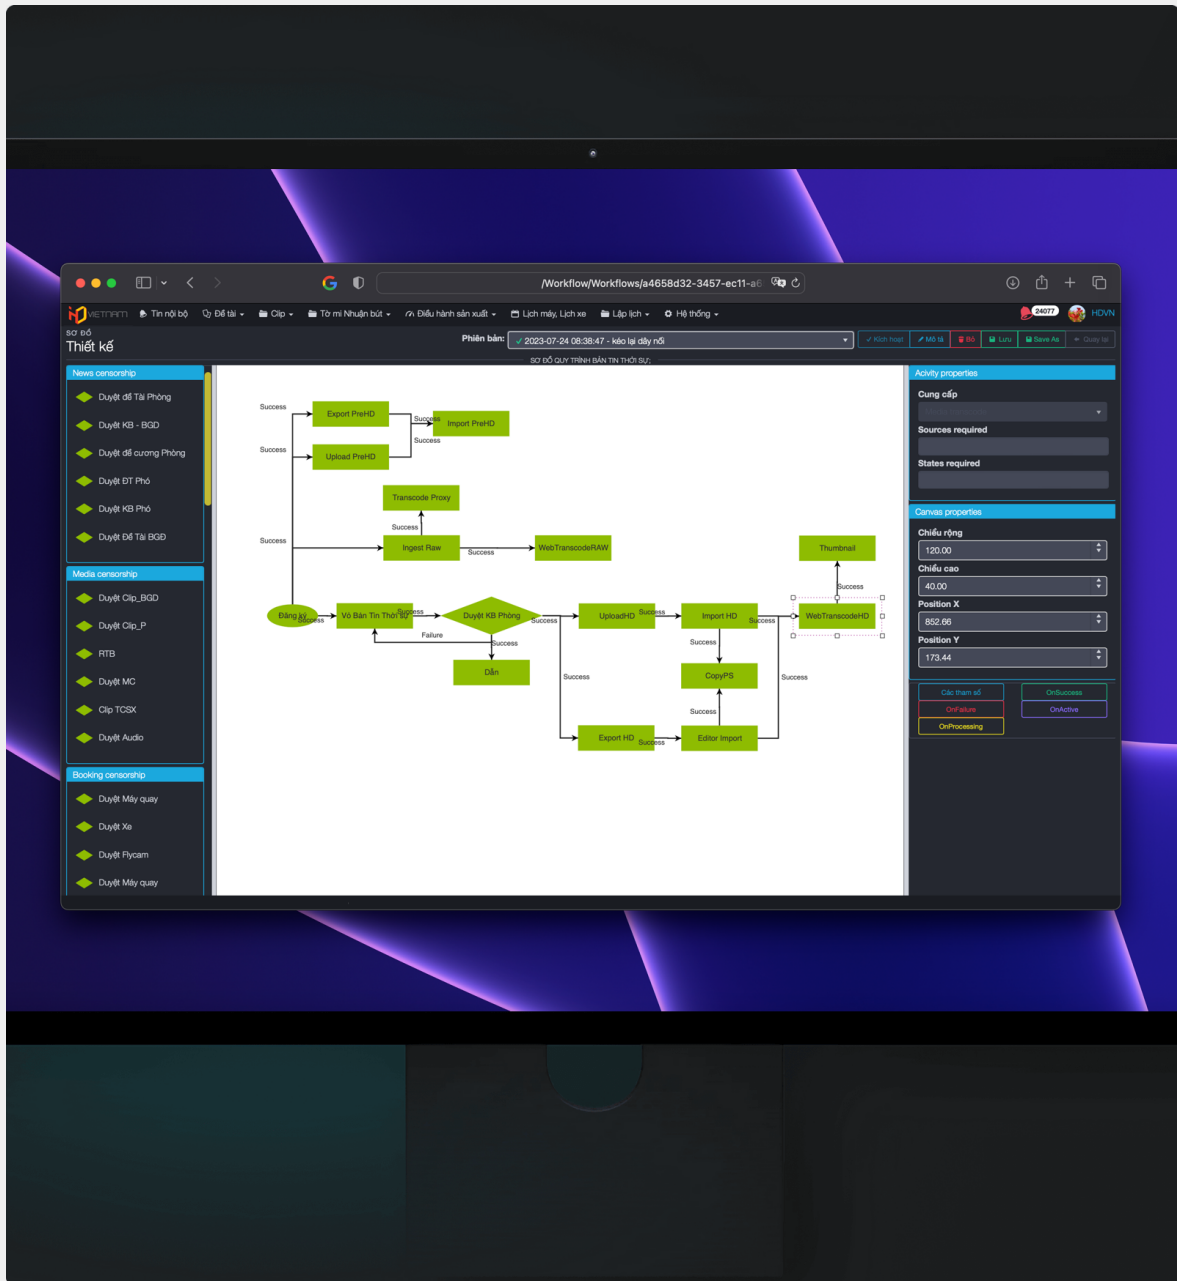 /Workflow/Workflows/a4658d32-3457-ec11-a6
VIETNAM
Tin nội bộ
Đề tài
Clip
Tờ mi Nhuận bút
Điều hành sản xuất
Lịch máy, Lịch xe
Lập lịch
Hệ thống
24077
HDVN
SƠ ĐỒ
Thiết kế
Phiên bản:
2023-07-24 08:38:47 - kéo lại dây nối
Kích hoạt
Mô tả
Bỏ
Lưu
Save As
Quay lại
SƠ ĐỒ QUY TRÌNH BẢN TIN THỜI SỰ;
News censorship
Duyệt đề Tài Phòng
Duyệt KB - BGD
Duyệt đề cương Phòng
Duyệt ĐT Phó
Duyệt KB Phó
Duyệt Đề Tài BGĐ
Media censorship
Duyệt Clip_BGD
Duyệt Clip_P
RTB
Duyệt MC
Clip TCSX
Duyệt Audio
Booking censorship
Duyệt Máy quay
Duyệt Xe
Duyệt Flycam
Duyệt Máy quay
Success
Export PreHD
Success
Import PreHD
Success
Success
Upload PreHD
Transcode Proxy
Success
Success
Ingest Raw
Success
WebTranscodeRAW
Thumbnail
Success
Đăng ký
Success
Vỏ Bản Tin Thời sự
Success
Duyệt KB Phòng
Success
UploadHD
Success
Import HD
Success
WebTranscodeHD
Failure
Success
Success
Dẫn
Success
CopyPS
Success
Success
Export HD
Success
Editor Import
Acivity properties
Cung cấp
Sources required
States required
Canvas properties
Chiều rộng
120.00
Chiều cao
40.00
Position X
852.66
Position Y
173.44
Các tham số
OnSuccess
OnFailure
OnActive
OnProcessing